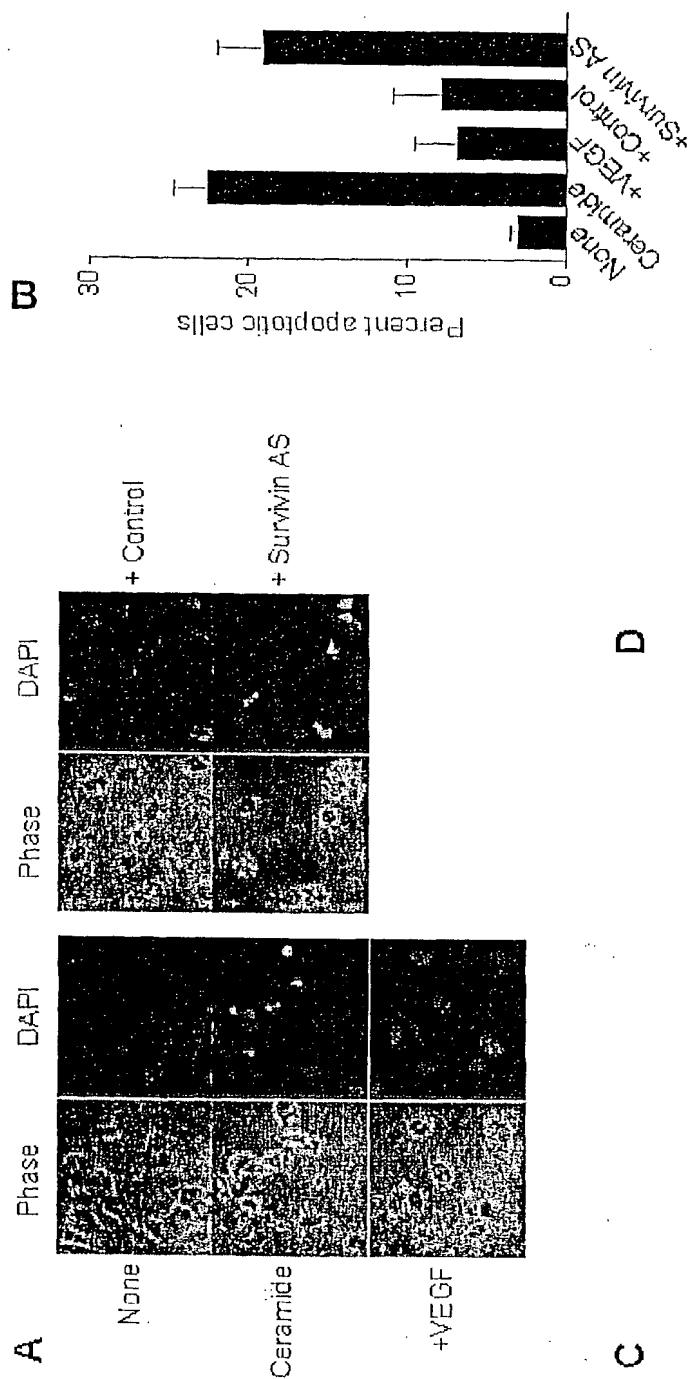 A
Phase DAPI
None
Ceramide
+VEGF
Phase DAPI
+ Control
+ Survivin AS
B
Percent apoptotic cells
30
20
10
0
None
Ceramide
+VEGF
+Control
+Survivin AS
C
D